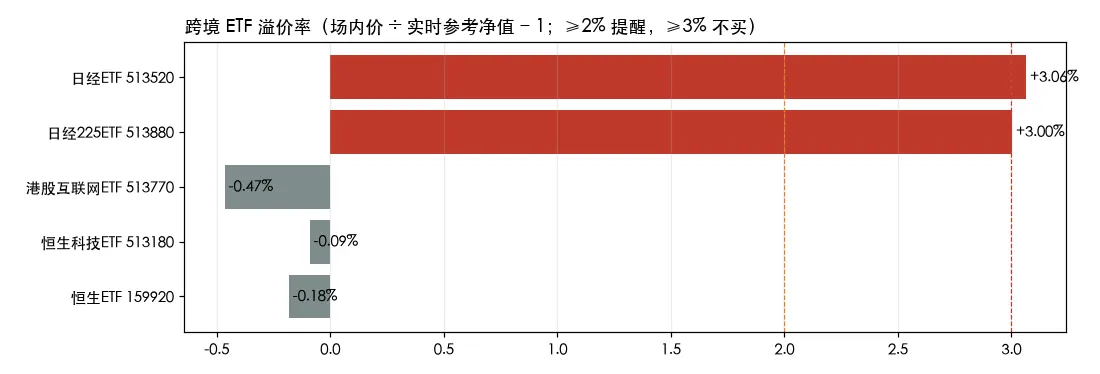 跨境 ETF 溢价率（场内价 ÷ 实时参考净值 − 1；≥2% 提醒，≥3% 不买）
日经ETF 513520
+3.06%
日经225ETF 513880
+3.00%
港股互联网ETF 513770
-0.47%
恒生科技ETF 513180
-0.09%
恒生ETF 159920
-0.18%
-0.5 0.0 0.5 1.0 1.5 2.0 2.5 3.0